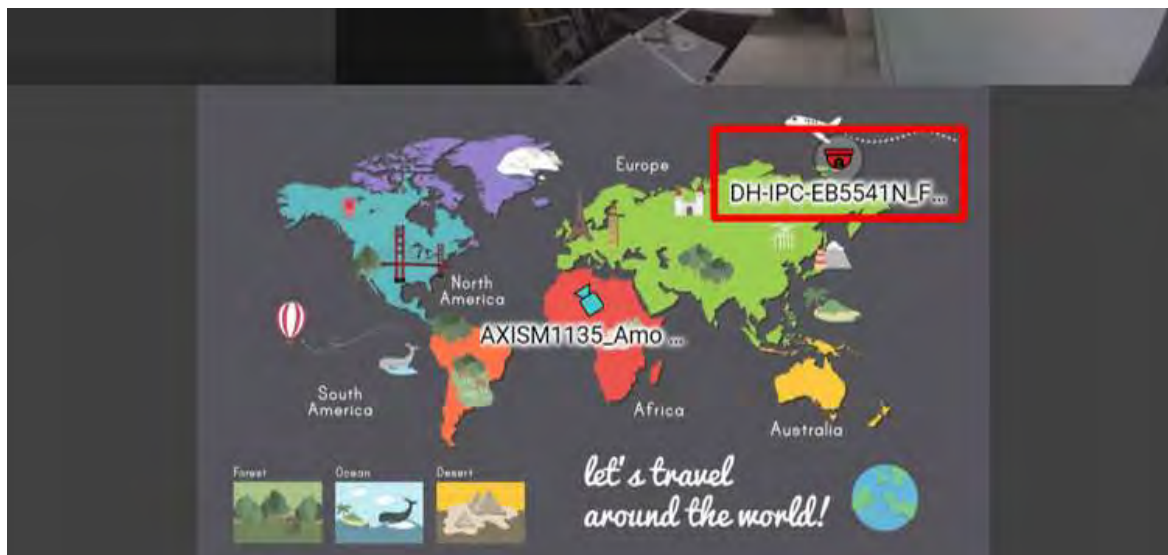 Europe
DH-IPC-EB5541N_F...
North
America
AXISM1135_Amo ...
South
America
Africa
Australia
Forest
Ocean
Desert
let's travel
around the world!